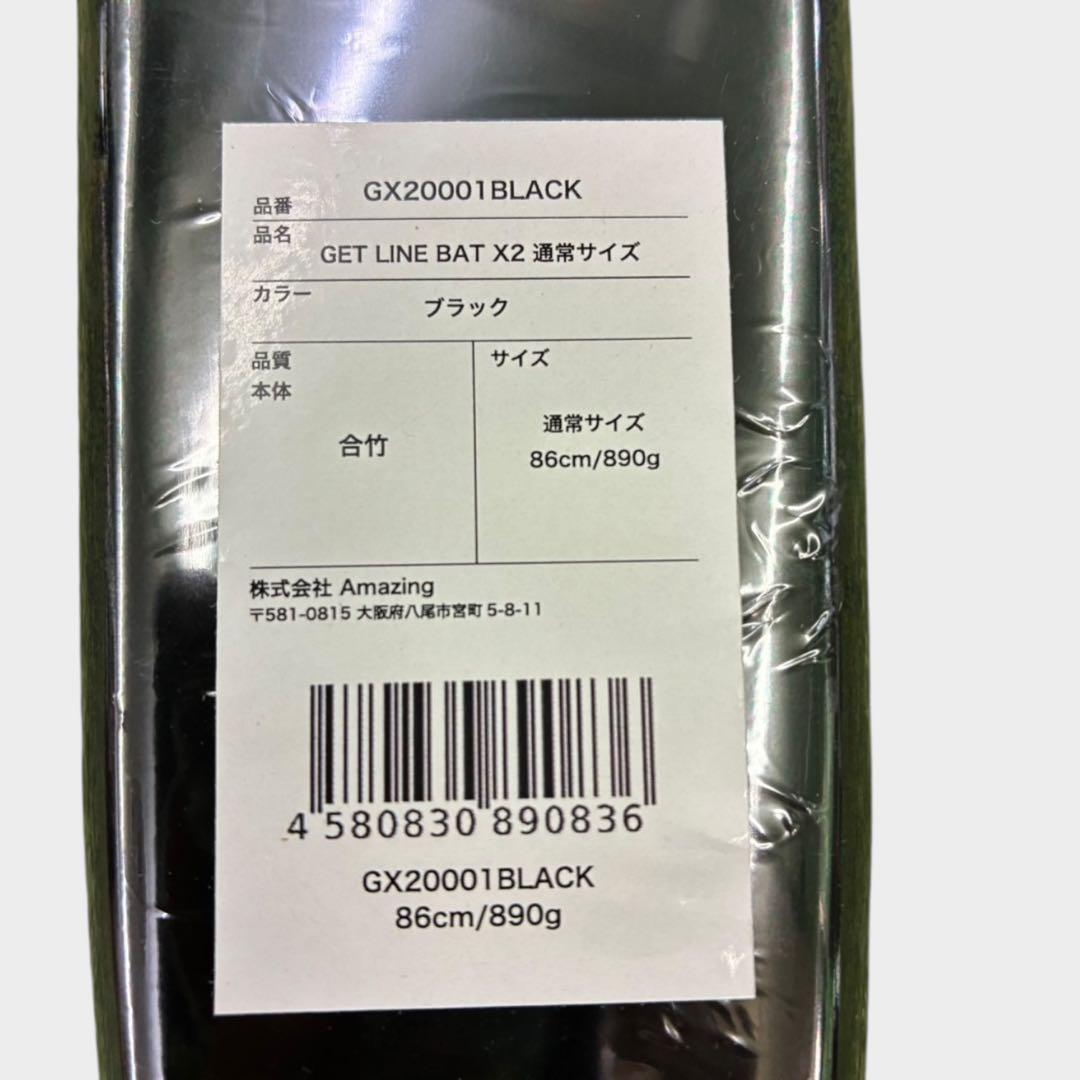 品番 GX20001BLACK
品名
GET LINE BAT X2 通常サイズ
カラー
ブラック
品質
本体
合竹
サイズ
通常サイズ
86cm/890g
株式会社 Amazing
〒581-0815 大阪府八尾市宮町 5-8-11
4 580830 890836
GX20001BLACK
86cm/890g